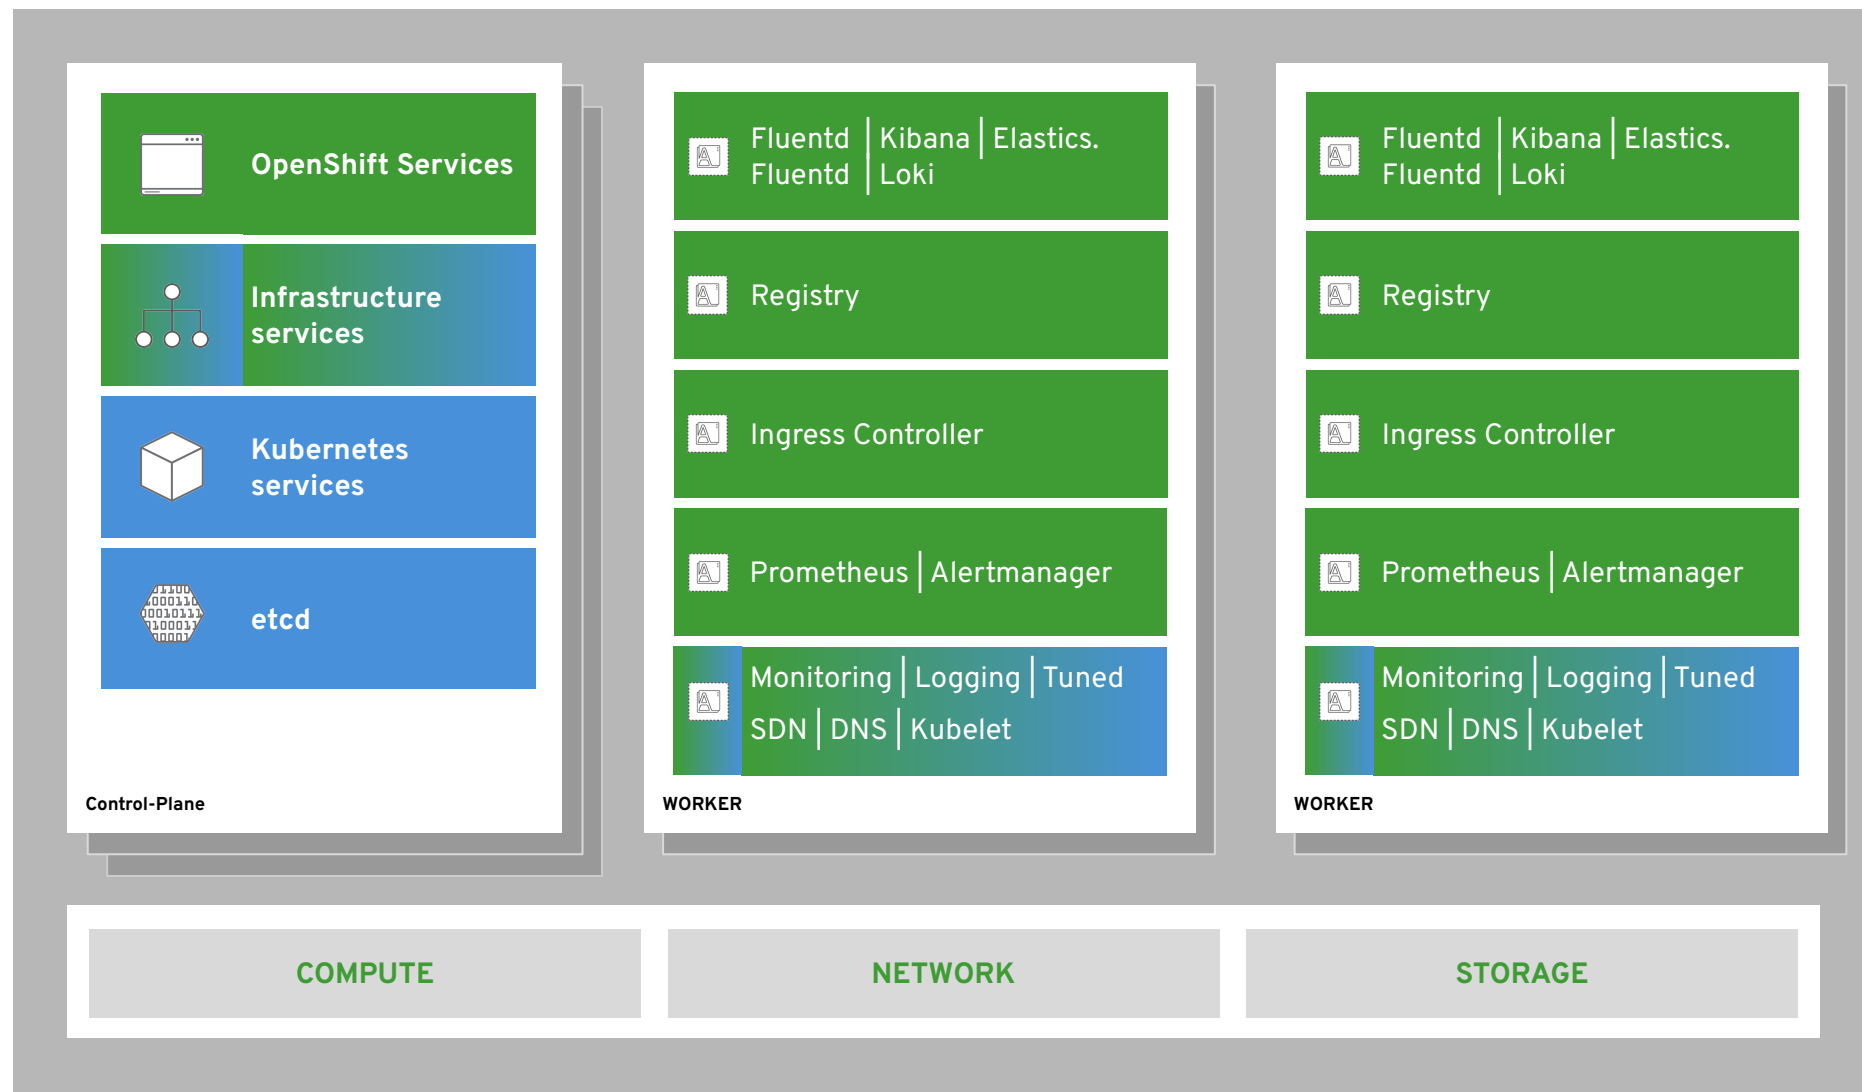 OpenShift Services
Infrastructure
services
Kubernetes
services
etcd
Control-Plane
Fluentd | Kibana | Elastics.
Fluentd | Loki
Registry
Ingress Controller
Prometheus | Alertmanager
Monitoring | Logging | Tuned
SDN | DNS | Kubelet
WORKER
Fluentd | Kibana | Elastics.
Fluentd | Loki
Registry
Ingress Controller
Prometheus | Alertmanager
Monitoring | Logging | Tuned
SDN | DNS | Kubelet
WORKER
COMPUTE
NETWORK
STORAGE